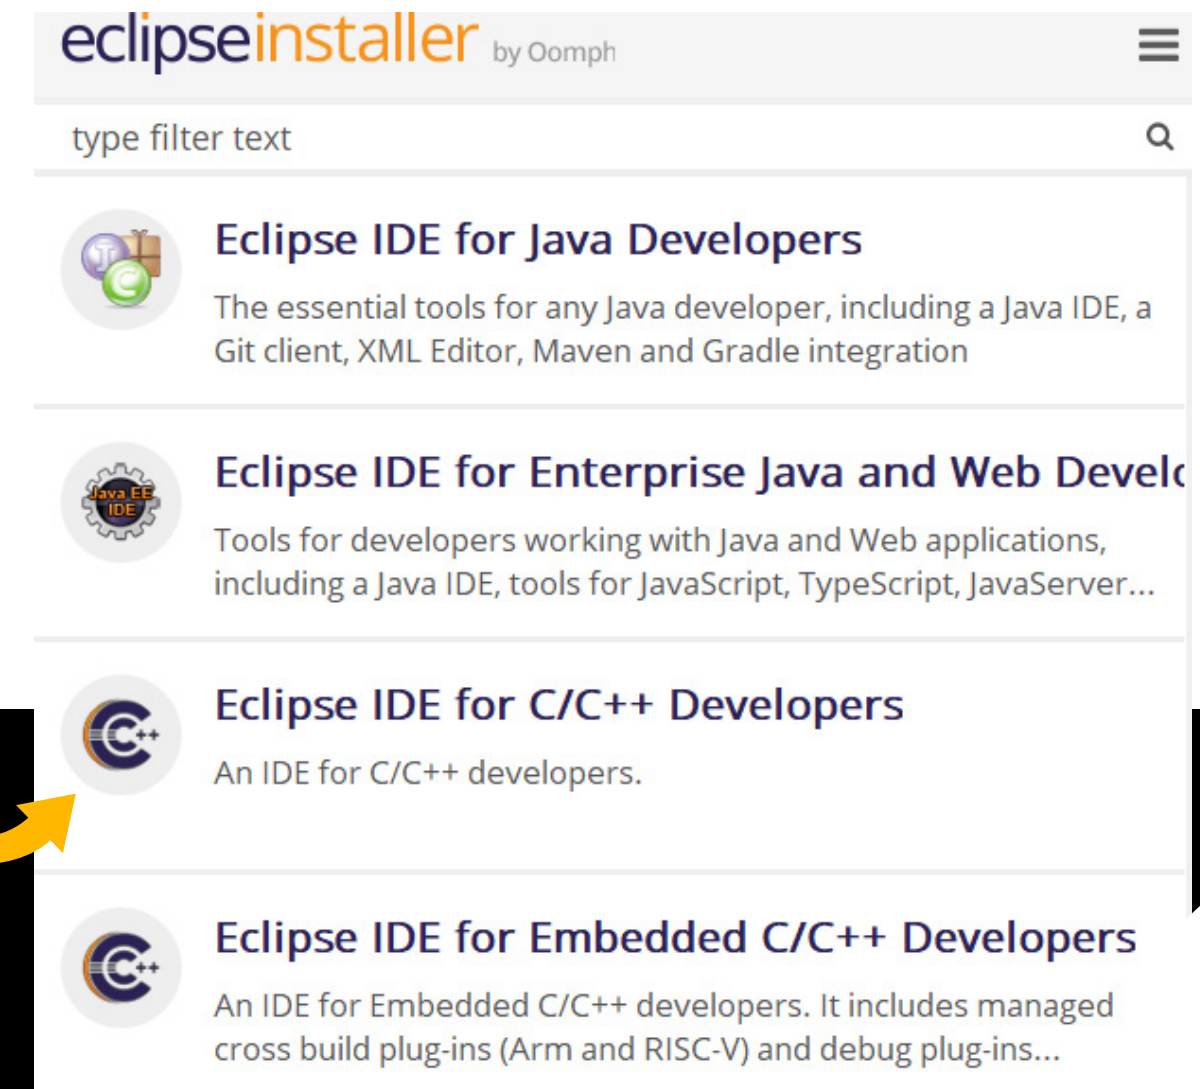 eclipseinstaller by Oomph
type filter text
Eclipse IDE for Java Developers
The essential tools for any Java developer, including a Java IDE, a
Git client, XML Editor, Maven and Gradle integration
Java EE
IDE
Eclipse IDE for Enterprise Java and Web Develo
Tools for developers working with Java and Web applications,
including a Java IDE, tools for JavaScript, TypeScript, JavaServer...
C++
Eclipse IDE for C/C++ Developers
An IDE for C/C++ developers.
C++
Eclipse IDE for Embedded C/C++ Developers
An IDE for Embedded C/C++ developers. It includes managed
cross build plug-ins (Arm and RISC-V) and debug plug-ins...